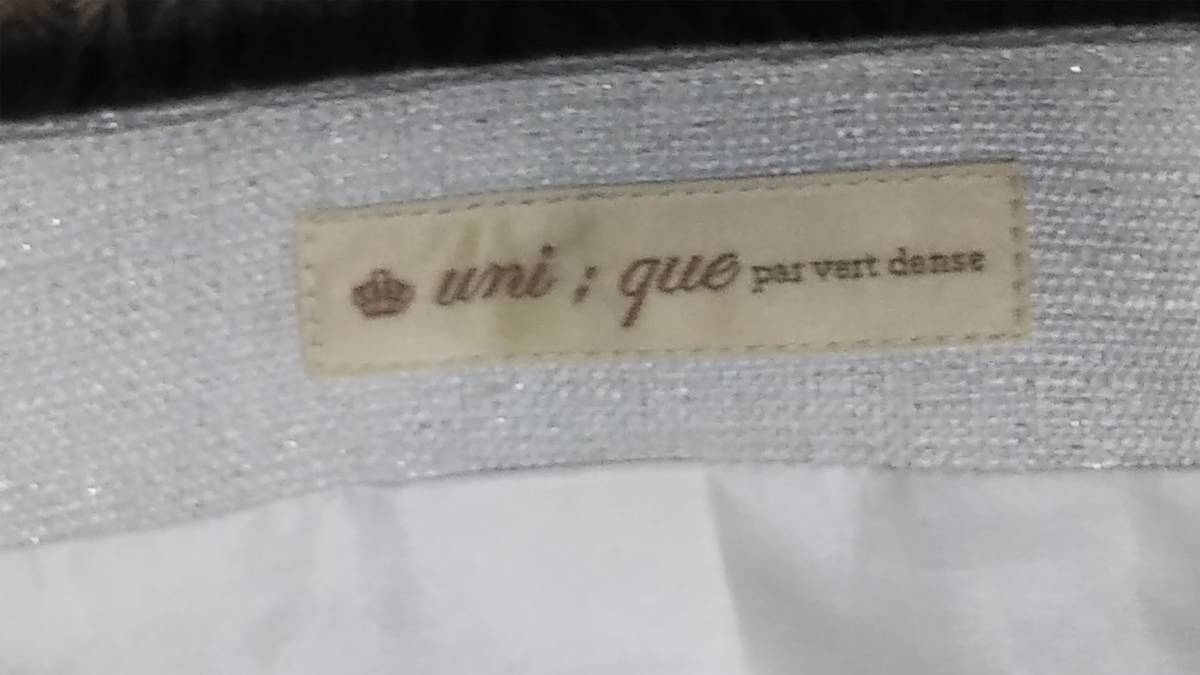 uni ; que par vert dense